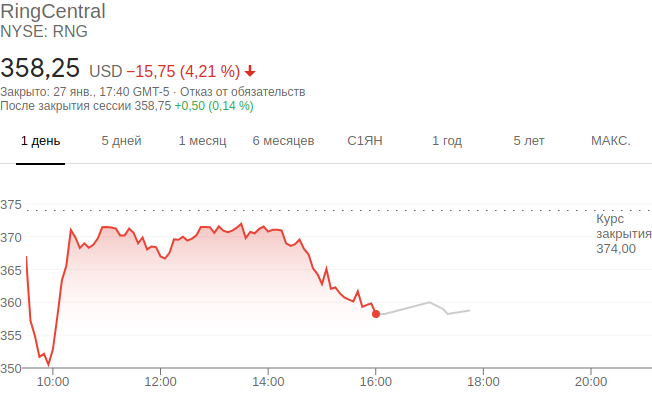 RingCentral
NYSE: RNG
358,25 USD −15,75 (4,21 %)
Закрыто: 27 янв., 17:40 GMT-5 · Отказ от обязательств
После закрытия сессии 358,75 +0,50 (0,14 %)
1 день 5 дней 1 месяц 6 месяцев С1ЯН 1 год 5 лет МАКС.
375
Курс
закрытия
374,00
370
365
360
355
350
10:00 12:00 14:00 16:00 18:00 20:00